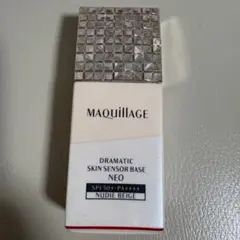 MAQuillAGE
DRAMATIC
SKIN SENSOR BASE
NEO
SPF50+・PA++++
NUDIE BEIGE